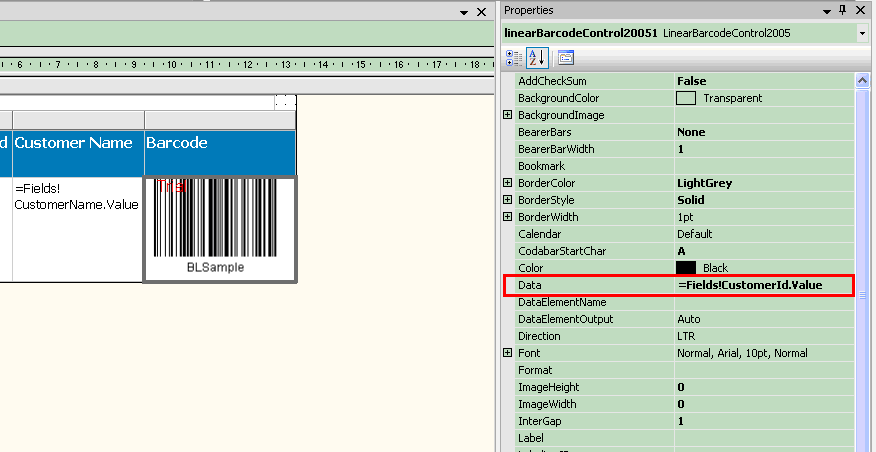 Properties
linearBarcodeControl20051 LinearBarcodeControl2005
6 7 8 9 10 11 12 13 14 15 16 17 18
d Customer Name Barcode
=Fields!
CustomerName.Value
Trial
BLSample
AddCheckSum False
BackgroundColor Transparent
BackgroundImage
BearerBars None
BearerBarWidth 1
Bookmark
BorderColor LightGrey
BorderStyle Solid
BorderWidth 1pt
Calendar Default
CodabarStartChar A
Color Black
Data =Fields!CustomerId.Value
DataElementName
DataElementOutput Auto
Direction LTR
Font Normal, Arial, 10pt, Normal
Format
ImageHeight 0
ImageWidth 0
InterGap 1
Label